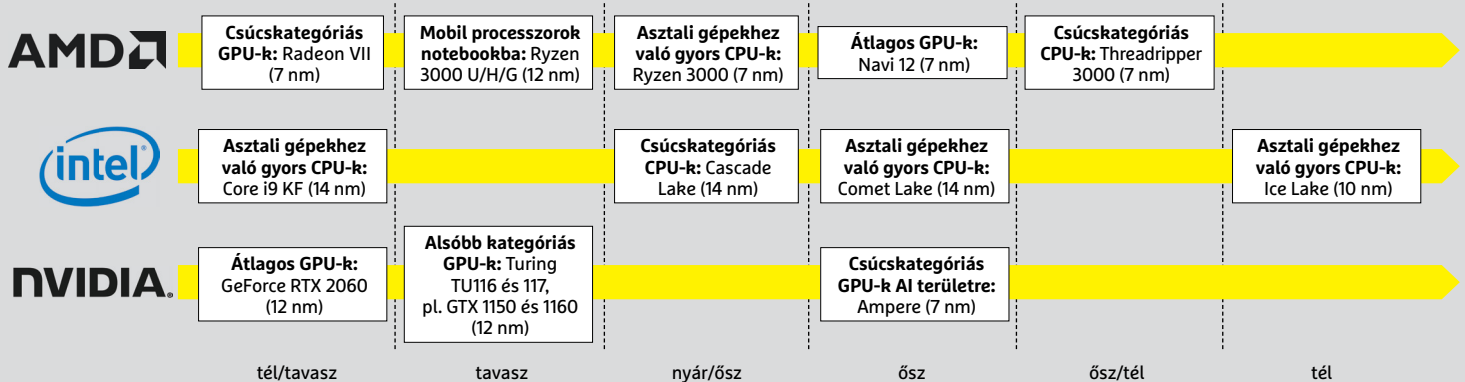 AMD
Csúcskategóriás
GPU-k: Radeon VII
(7 nm)
Mobil processzorok
notebookba: Ryzen
3000 U/H/G (12 nm)
Asztali gépekhez
való gyors CPU-k:
Ryzen 3000 (7 nm)
Átlagos GPU-k:
Navi 12 (7 nm)
Csúcskategóriás
CPU-k: Threadripper
3000 (7 nm)
intel
Asztali gépekhez
való gyors CPU-k:
Core i9 KF (14 nm)
Csúcskategóriás
CPU-k: Cascade
Lake (14 nm)
Asztali gépekhez
való gyors CPU-k:
Comet Lake (14 nm)
Asztali gépekhez
való gyors CPU-k:
Ice Lake (10 nm)
NVIDIA.
Átlagos GPU-k:
GeForce RTX 2060
(12 nm)
Alsóbb kategóriás
GPU-k: Turing
TU116 és 117,
pl. GTX 1150 és 1160
(12 nm)
Csúcskategóriás
GPU-k AI területre:
Ampere (7 nm)
tél/tavasz
tavasz
nyár/ősz
ősz
ősz/tél
tél